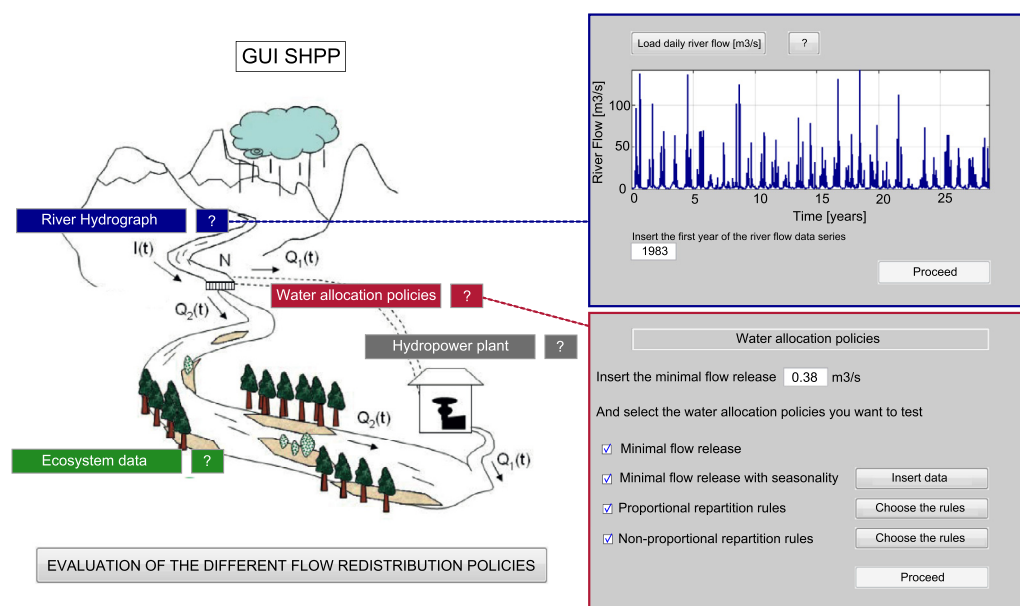 GUI SHPP
River Hydrograph ?
I(t)
N
Q1(t)
Water allocation policies ?
Q2(t)
Hydropower plant ?
Q2(t)
Ecosystem data ?
Q1(t)
EVALUATION OF THE DIFFERENT FLOW REDISTRIBUTION POLICIES
Load daily river flow [m3/s] ?
River Flow [m3/s]
100
50
0
0 5 10 15 20 25
Time [years]
Insert the first year of the river flow data series
1983
Proceed
Water allocation policies
Insert the minimal flow release 0.38 m3/s
And select the water allocation policies you want to test
Minimal flow release
Minimal flow release with seasonality Insert data
Proportional repartition rules Choose the rules
Non-proportional repartition rules Choose the rules
Proceed